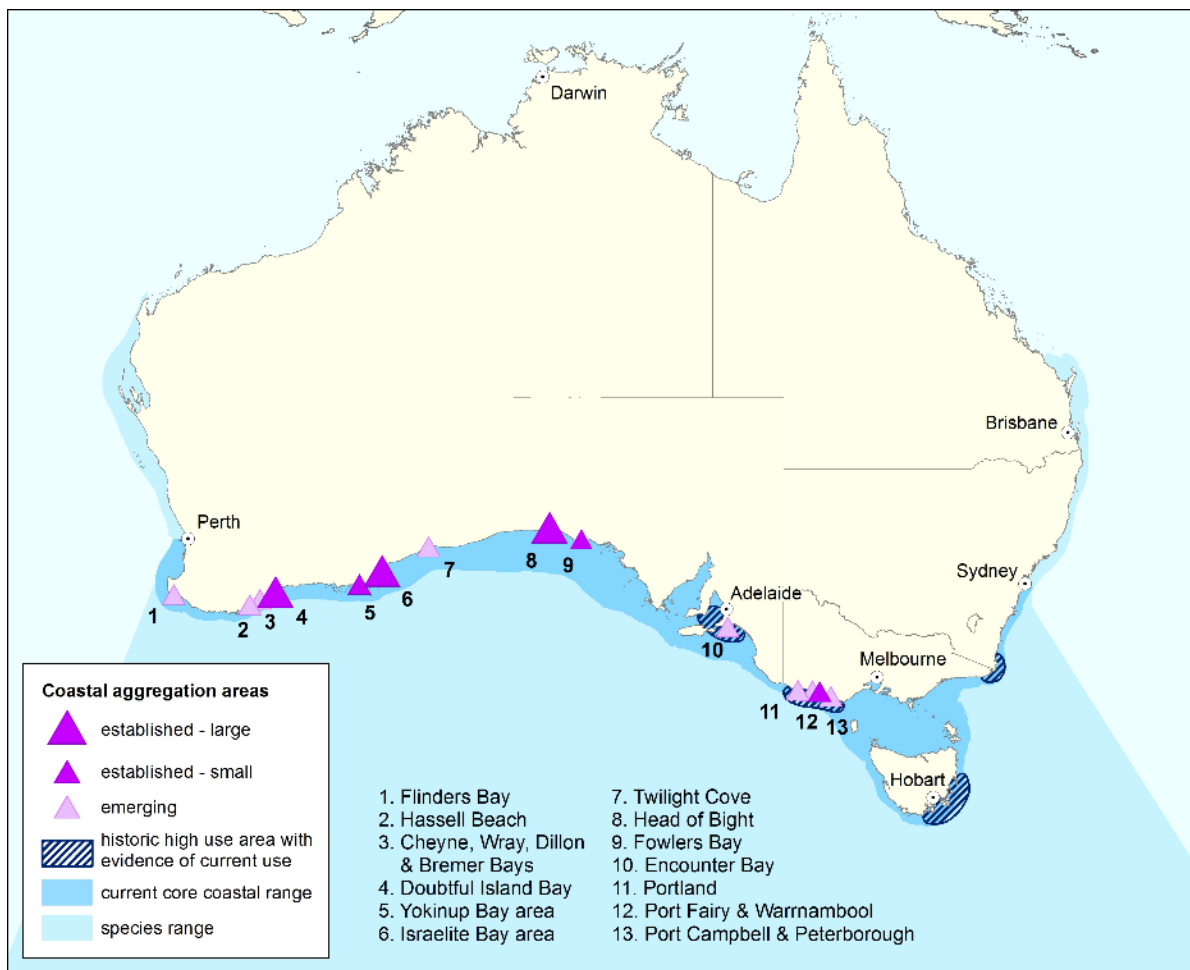 Darwin
Brisbane
Perth
Sydney
Adelaide
Melbourne
Hobart
1
2
3
4
5
6
7
8
9
10
11
12
13
Coastal aggregation areas
established - large
established - small
emerging
historic high use area with
evidence of current use
current core coastal range
species range
1. Flinders Bay
2. Hassell Beach
3. Cheyne, Wray, Dillon
& Bremer Bays
4. Doubtful Island Bay
5. Yokinup Bay area
6. Israelite Bay area
7. Twilight Cove
8. Head of Bight
9. Fowlers Bay
10. Encounter Bay
11. Portland
12. Port Fairy & Warrnambool
13. Port Campbell & Peterborough